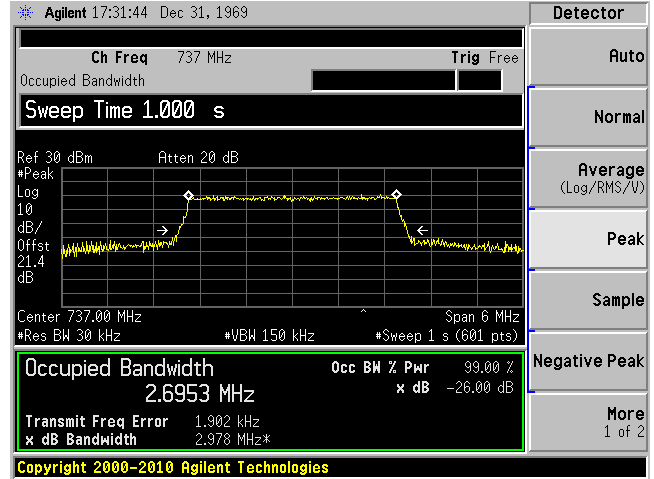 Agilent 17:31:44 Dec 31, 1969
Detector
Ch Freq 737 MHz Trig Free
Occupied Bandwidth
Sweep Time 1.000 s
Ref 30 dBm Atten 20 dB
#Peak
Log
10
dB/
Offst
21.4
dB
Center 737.00 MHz Span 6 MHz
#Res BW 30 kHz #VBW 150 kHz #Sweep 1 s (601 pts)
Occupied Bandwidth
2.6953 MHz
Occ BW % Pwr 99.00 %
x dB -26.00 dB
Transmit Freq Error 1.902 kHz
x dB Bandwidth 2.978 MHz*
Auto
Normal
Average
(Log/RMS/V)
Peak
Sample
Negative Peak
More
1 of 2
Copyright 2000-2010 Agilent Technologies